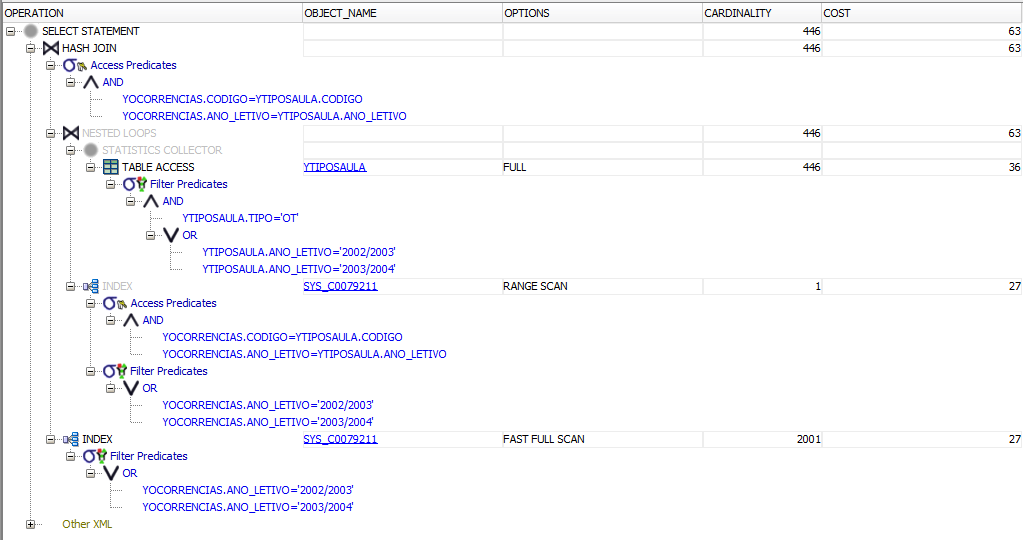 OPERATION OBJECT_NAME OPTIONS CARDINALITY COST
SELECT STATEMENT 446 63
HASH JOIN 446 63
Access Predicates
AND
YOCORRENCIAS.CODIGO=YTIPOSAULA.CODIGO
YOCORRENCIAS.ANO_LETIVO=YTIPOSAULA.ANO_LETIVO
NESTED LOOPS 446 63
STATISTICS COLLECTOR
TABLE ACCESS YTIPOSAULA FULL 446 36
Filter Predicates
AND
YTIPOSAULA.TIPO='OT'
OR
YTIPOSAULA.ANO_LETIVO='2002/2003'
YTIPOSAULA.ANO_LETIVO='2003/2004'
INDEX SYS_C0079211 RANGE SCAN 1 27
Access Predicates
AND
YOCORRENCIAS.CODIGO=YTIPOSAULA.CODIGO
YOCORRENCIAS.ANO_LETIVO=YTIPOSAULA.ANO_LETIVO
Filter Predicates
OR
YOCORRENCIAS.ANO_LETIVO='2002/2003'
YOCORRENCIAS.ANO_LETIVO='2003/2004'
INDEX SYS_C0079211 FAST FULL SCAN 2001 27
Filter Predicates
OR
YOCORRENCIAS.ANO_LETIVO='2002/2003'
YOCORRENCIAS.ANO_LETIVO='2003/2004'
Other XML